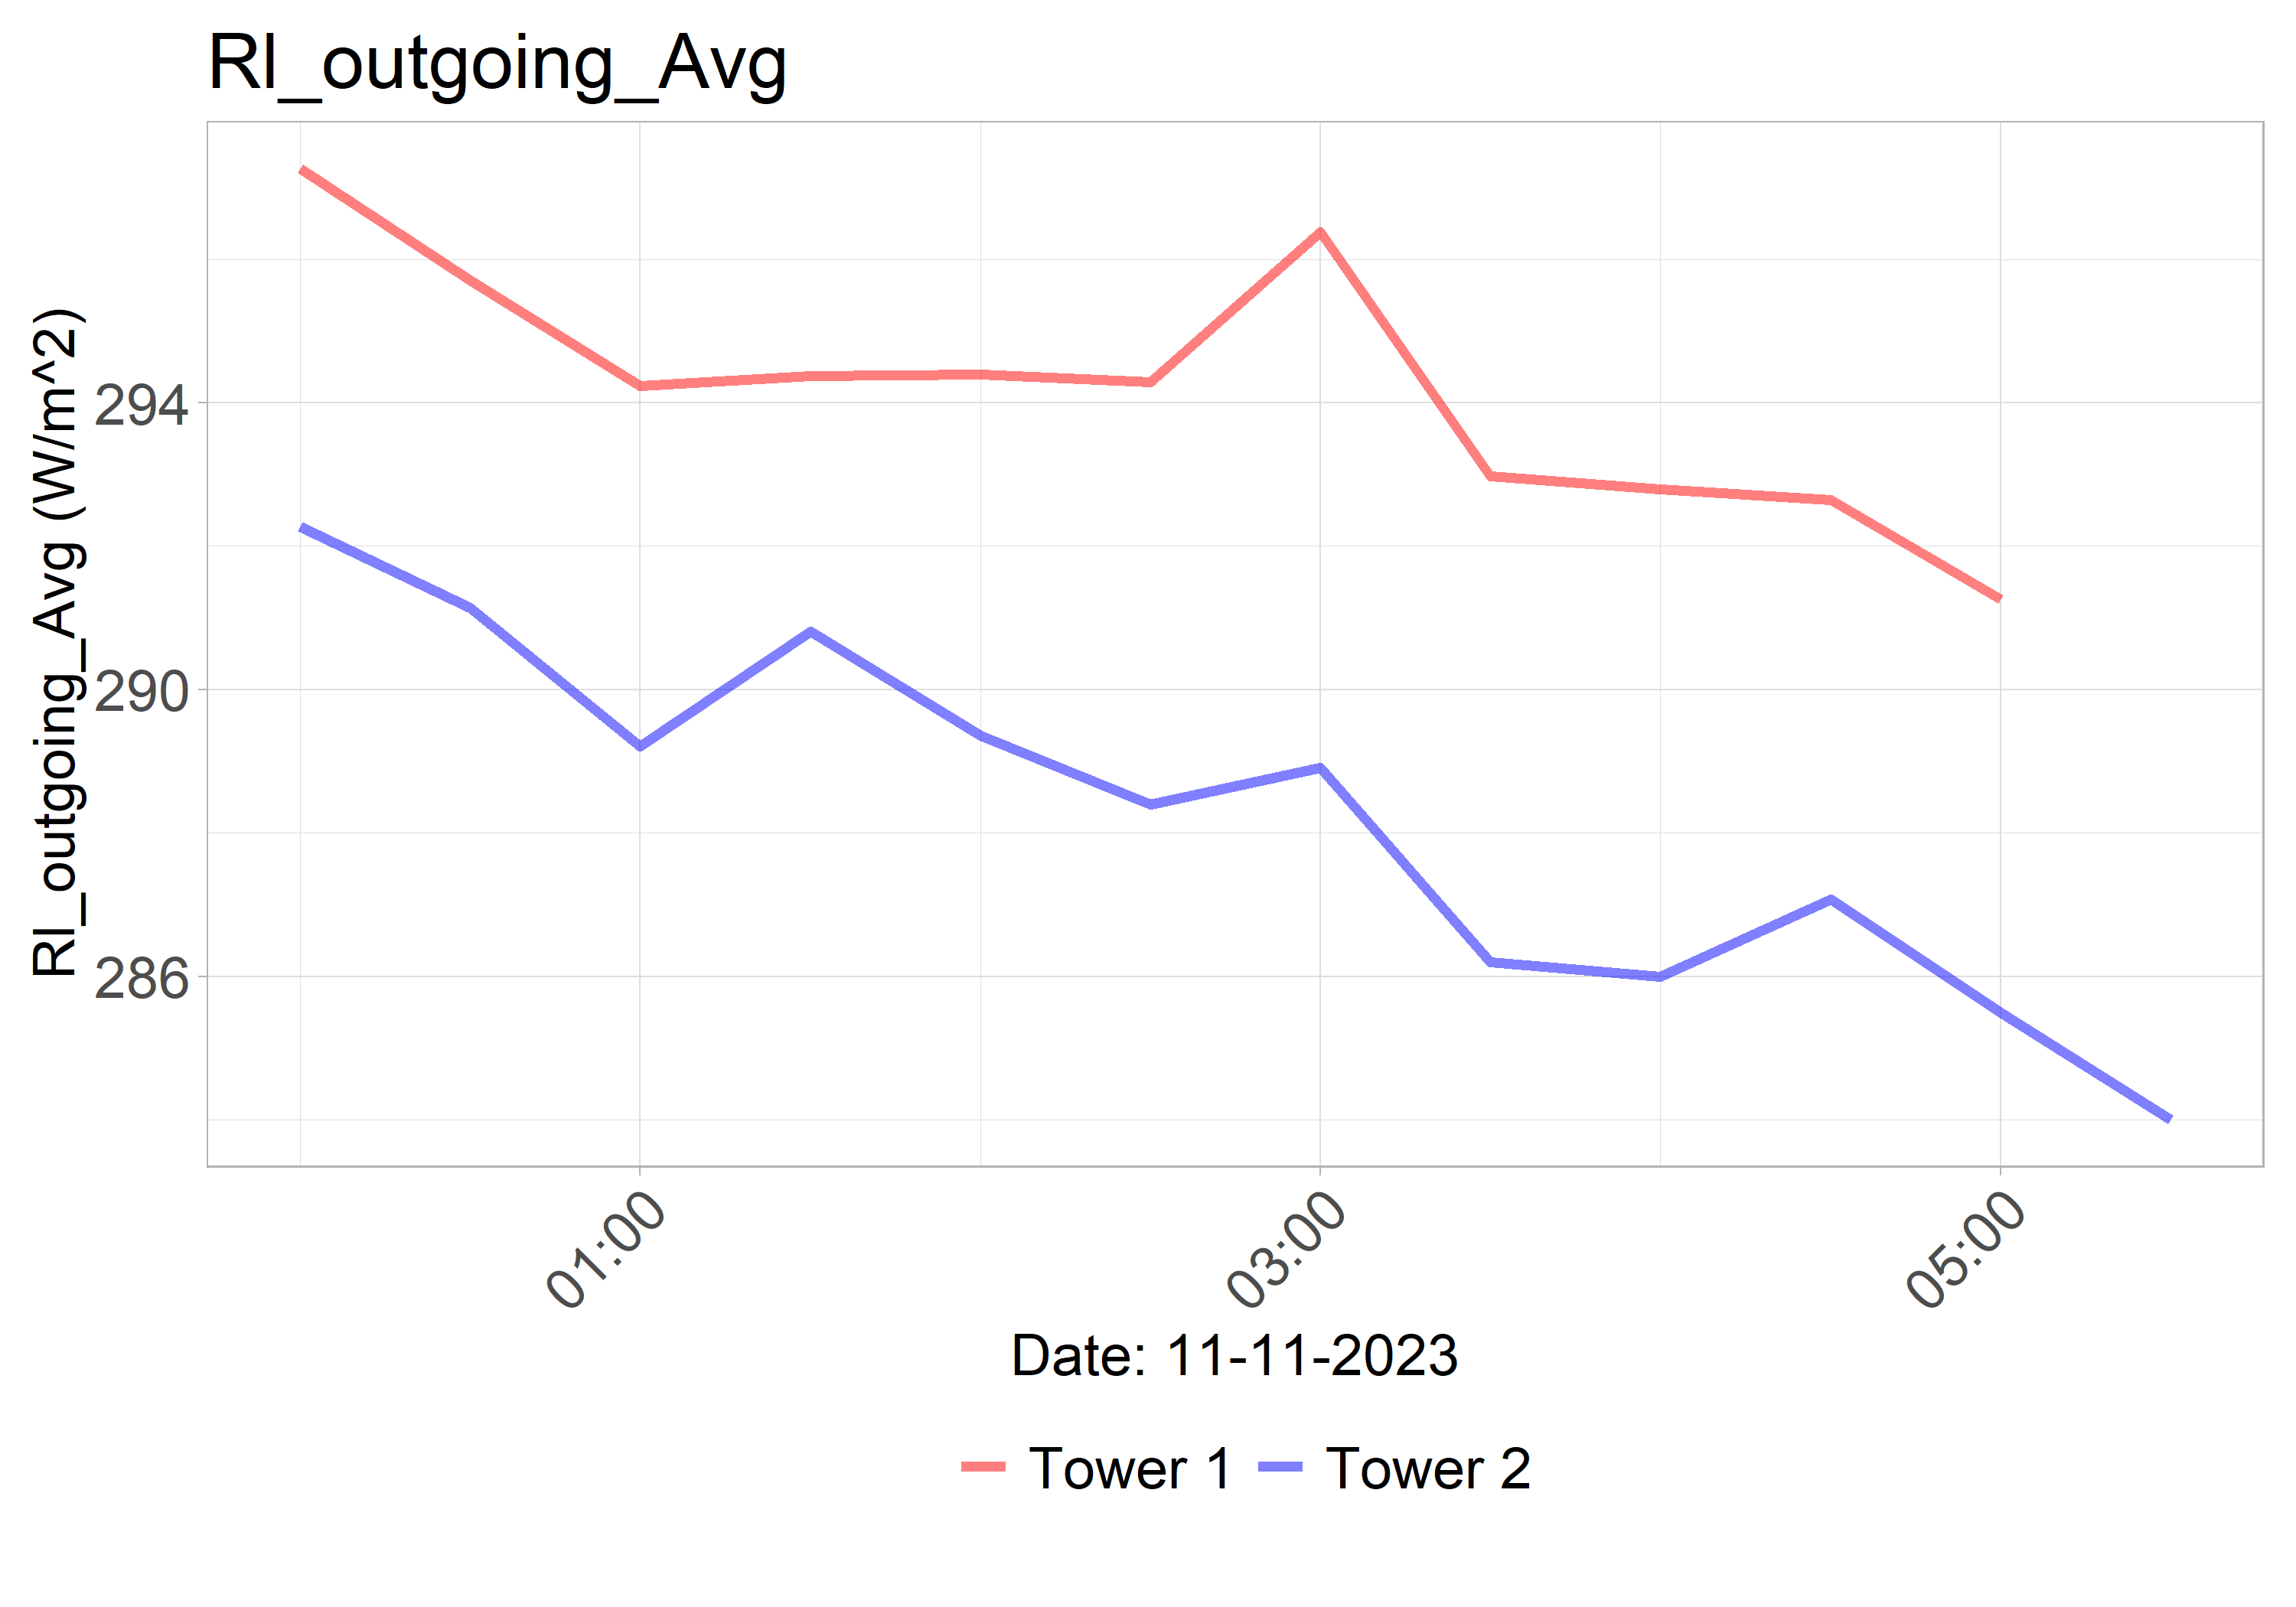 Rl_outgoing_Avg
Rl_outgoing_Avg (W/m^2)
294
290
286
01:00
03:00
05:00
Date: 11-11-2023
Tower 1
Tower 2